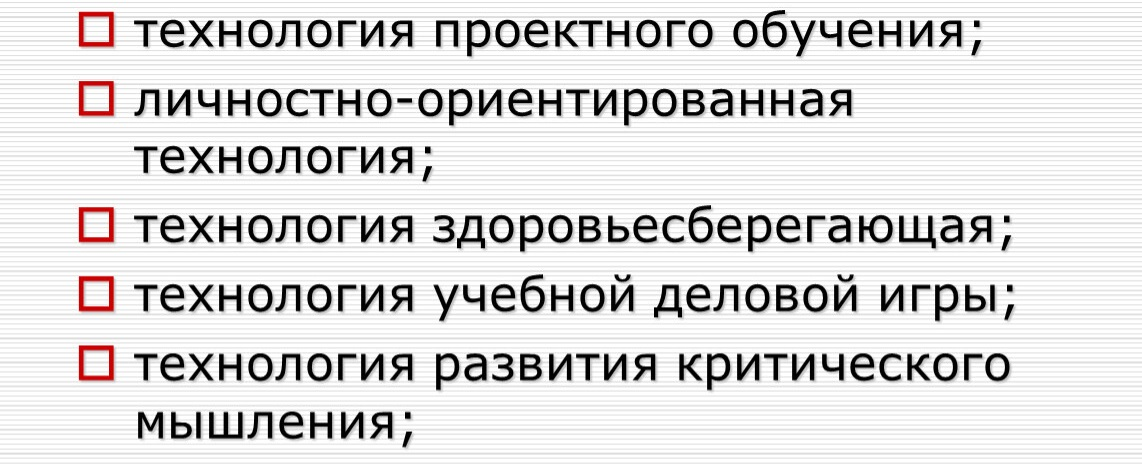 технология проектного обучения;
личностно-ориентированная
технология;
технология здоровьесберегающая;
технология учебной деловой игры;
технология развития критического
мышления;